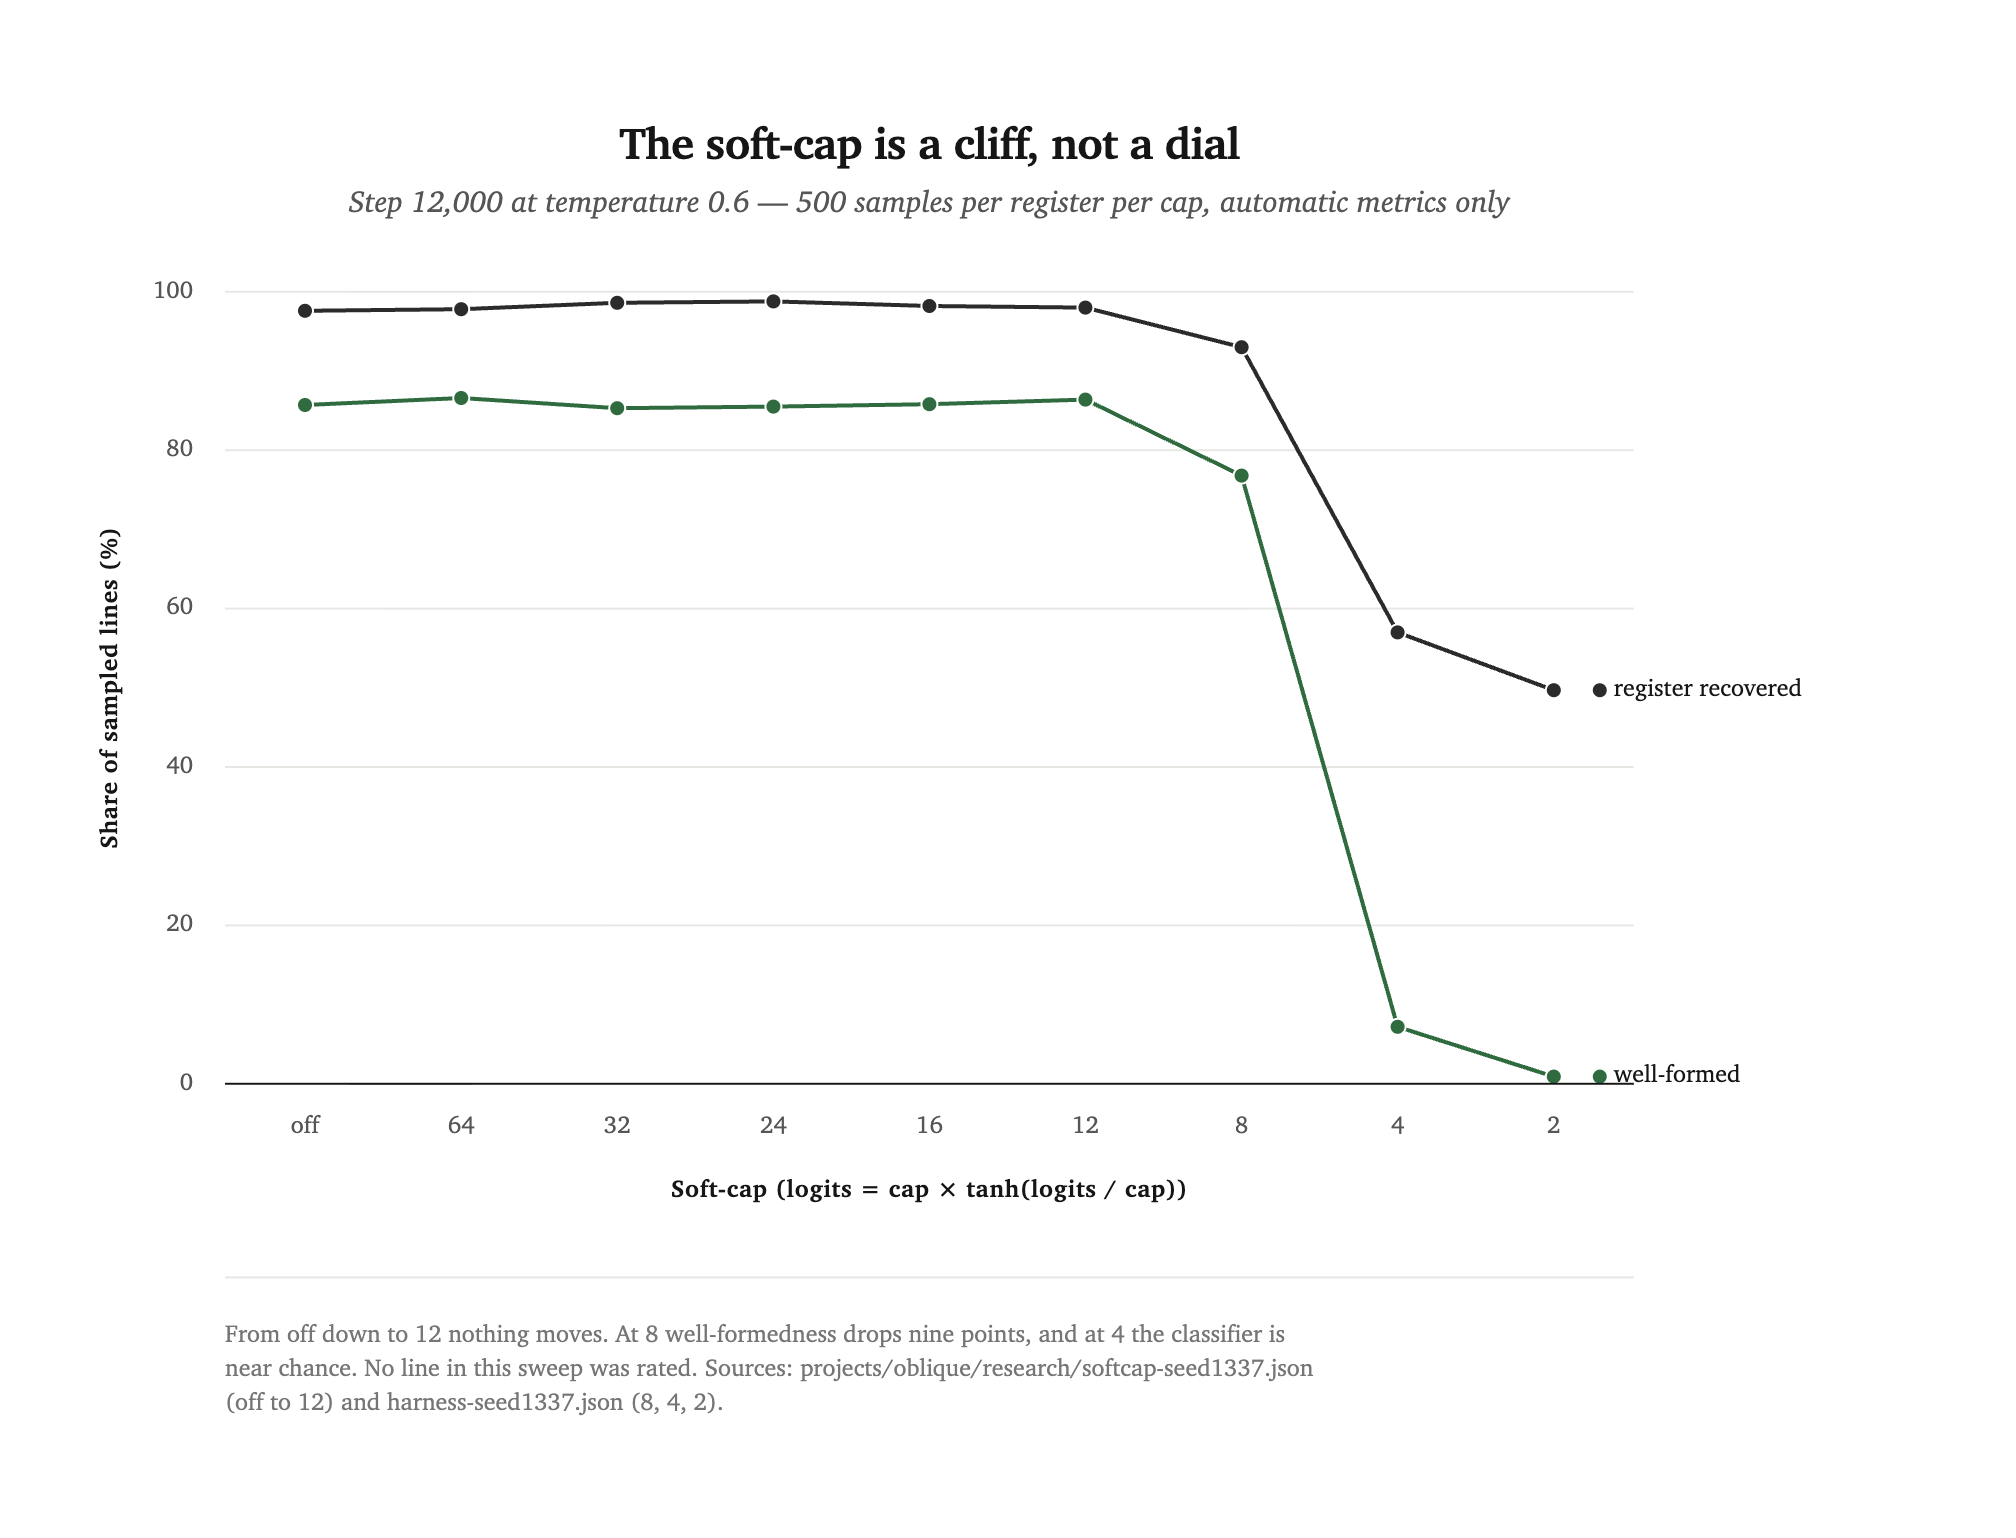 The soft-cap is a cliff, not a dial
Step 12,000 at temperature 0.6 — 500 samples per register per cap, automatic metrics only
Share of sampled lines (%)
100
80
60
40
20
0
register recovered
well-formed
off 64 32 24 16 12 8 4 2
Soft-cap (logits = cap × tanh(logits / cap))
From off down to 12 nothing moves. At 8 well-formedness drops nine points, and at 4 the classifier is
near chance. No line in this sweep was rated. Sources: projects/oblique/research/softcap-seed1337.json
(off to 12) and harness-seed1337.json (8, 4, 2).